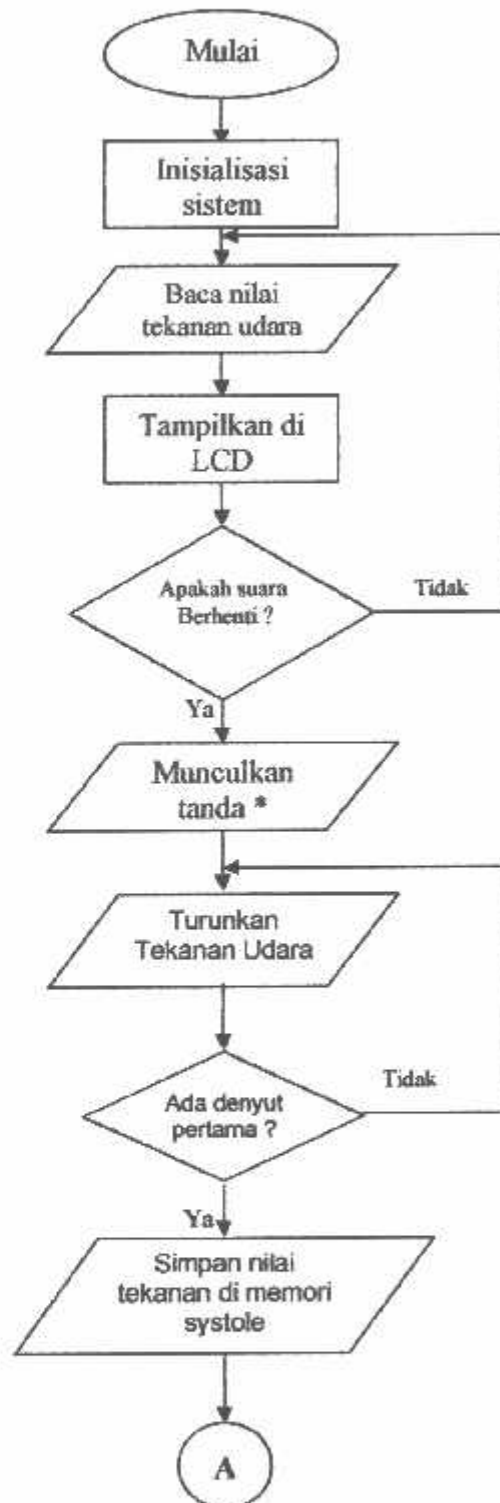 Mulai
Inisialisasi
sistem
Baca nilai
tekanan udara
Tampilkan di
LCD
Apakah suara
Berhenti ?
Tidak
Ya
Munculkan
tanda *
Turunkan
Tekanan Udara
Ada denyut
pertama ?
Tidak
Ya
Simpan nilai
tekanan di memori
systole
A